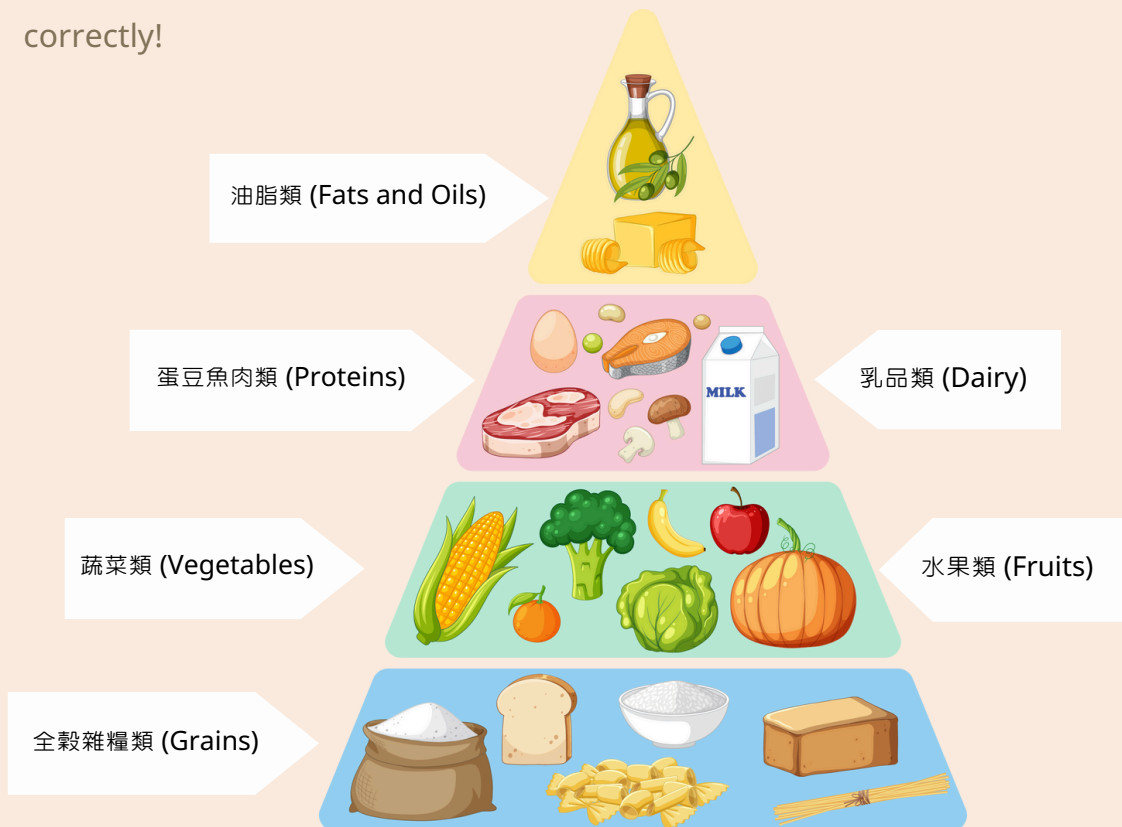 correctly!
油脂類 (Fats and Oils)
蛋豆魚肉類 (Proteins)
乳品類 (Dairy)
MILK
蔬菜類 (Vegetables)
水果類 (Fruits)
全穀雜糧類 (Grains)